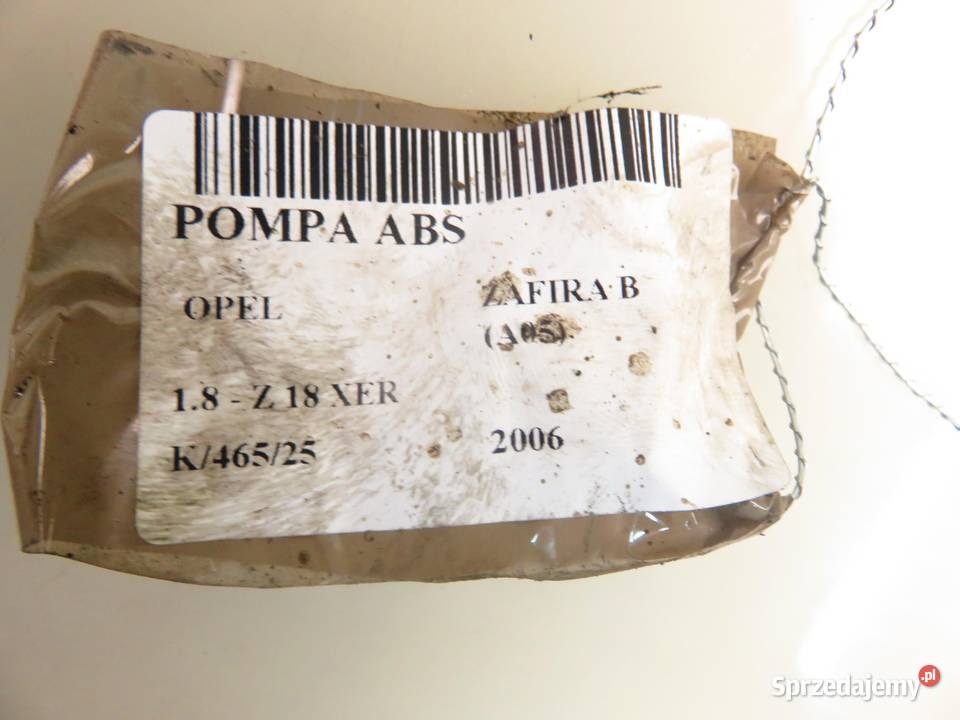 POMPA ABS
OPEL ZAFIRA B
(A05)
1.8 - Z 18 XER
K/465/25 2006
Sprzedajemy.pl